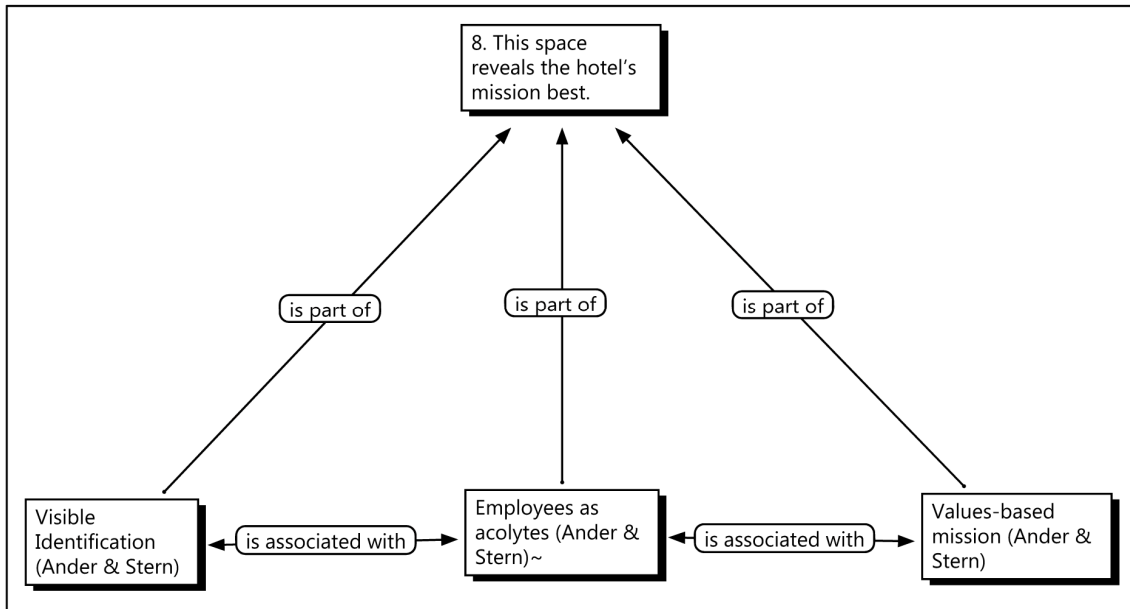 8. This space
reveals the hotel's
mission best.
is part of
is part of
is part of
Visible
Identification
(Ander & Stern)
is associated with
Employees as
acolytes (Ander &
Stern)~
is associated with
Values-based
mission (Ander &
Stern)